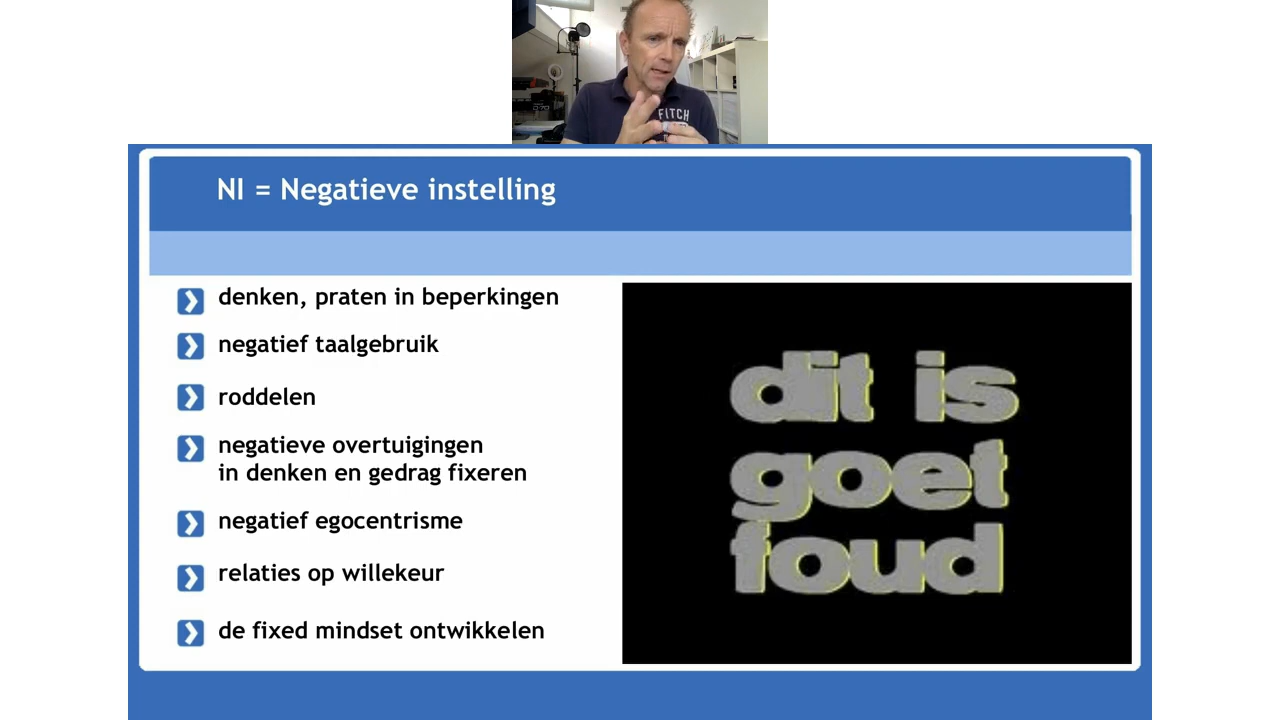 FITCH
NI = Negatieve instelling
denken, praten in beperkingen
negatief taalgebruik
roddelen
negatieve overtuigingen
in denken en gedrag fixeren
negatief egocentrisme
relaties op willekeur
de fixed mindset ontwikkelen
dit is
goet
foud